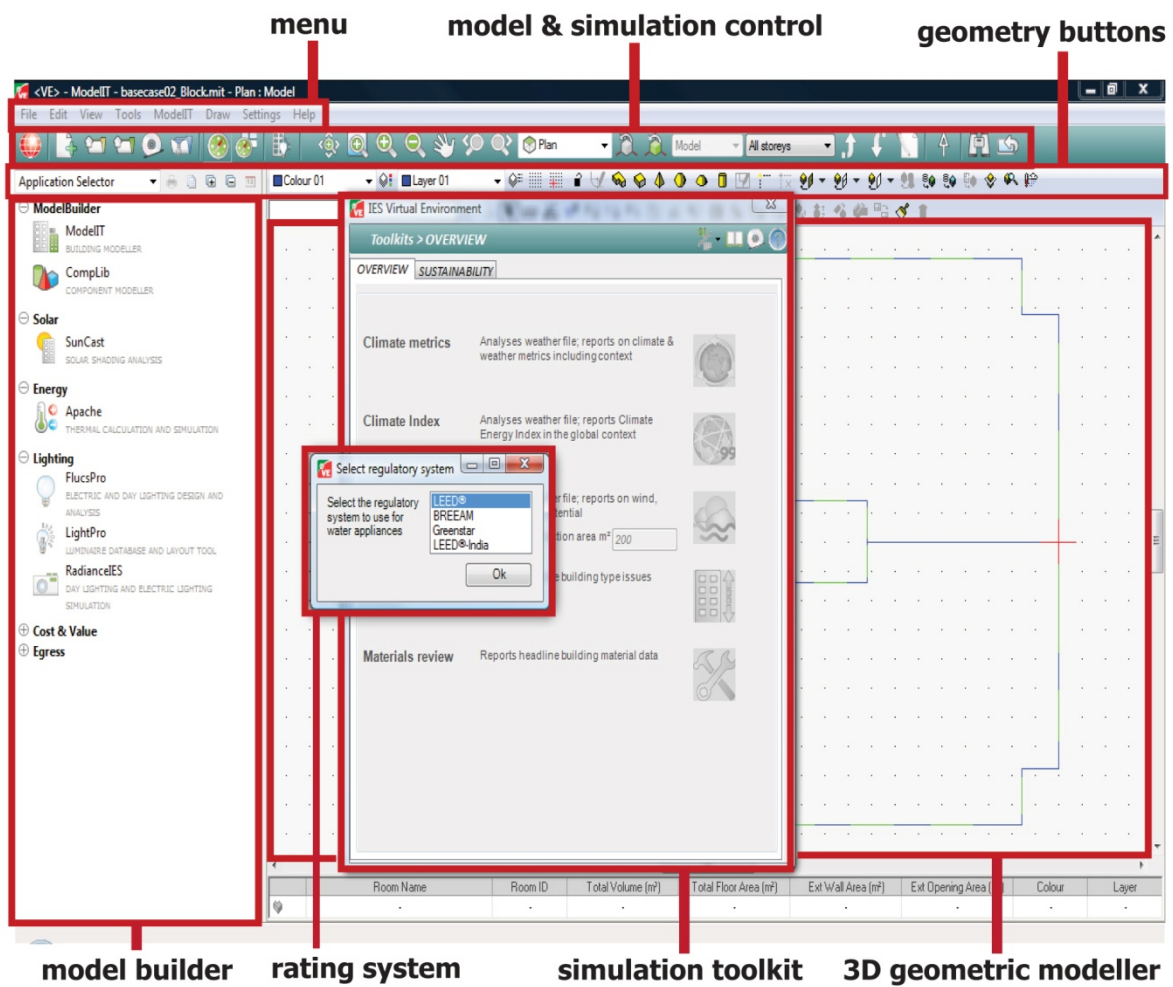 menu
model & simulation control
geometry buttons
<VE> - ModelIT - basecase02_Block.mit - Plan : Model
File Edit View Tools ModelIT Draw Settings Help
Plan
Model
All storeys
Application Selector
Colour 01
Layer 01
ModelBuilder
ModelIT
BUILDING MODELLER
CompLib
COMPONENT MODELLER
Solar
SunCast
SOLAR SHADING ANALYSIS
Energy
Apache
THERMAL CALCULATION AND SIMULATION
Lighting
FlucsPro
ELECTRIC AND DAY LIGHTING DESIGN AND
ANALYSIS
LightPro
LUMINAIRE DATABASE AND LAYOUT TOOL
RadianceIES
DAY LIGHTING AND ELECTRIC LIGHTING
SIMULATION
Cost & Value
Egress
IES Virtual Environment
Toolkits > OVERVIEW
OVERVIEW SUSTAINABILITY
Climate metrics
Analyses weather file; reports on climate &
weather metrics including context
Climate Index
Analyses weather file; reports Climate
Energy Index in the global context
99
file; reports on wind,
area m² 200
building type issues
Materials review
Reports headline building material data
Select regulatory system
Select the regulatory
system to use for
water appliances
LEED®
BREEAM
Greenstar
LEED®-India
Ok
Room Name Room ID Total Volume (m³) Total Floor Area (m²) Ext Wall Area (m²) Ext Opening Area Colour Layer
model builder
rating system
simulation toolkit
3D geometric modeller